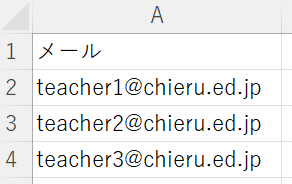 A
1 メール
2 teacher1@chieru.ed.jp
3 teacher2@chieru.ed.jp
4 teacher3@chieru.ed.jp